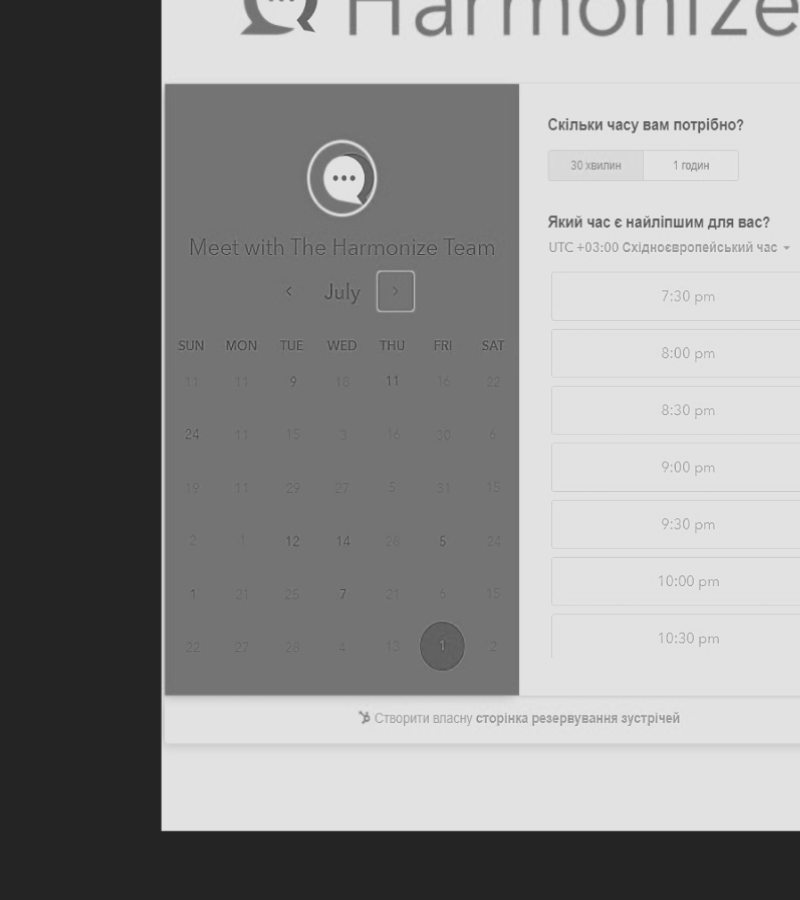 Harmonize
Meet with The Harmonize Team
July
SUN MON TUE WED THU FRI SAT
11 11 9 18 11 16 22
24 11 15 3 16 30 6
19 11 29 27 5 31 15
2 12 14 28 5 24
1 21 25 7 21 6 15
22 27 28 4 13 1 2
Скільки часу вам потрібно?
30 хвилин 1 годин
Який час є найліпшим для вас?
UTC +03:00 Східноєвропейський час
7:30 pm
8:00 pm
8:30 pm
9:00 pm
9:30 pm
10:00 pm
10:30 pm
Створити власну сторінка резервування зустрічей